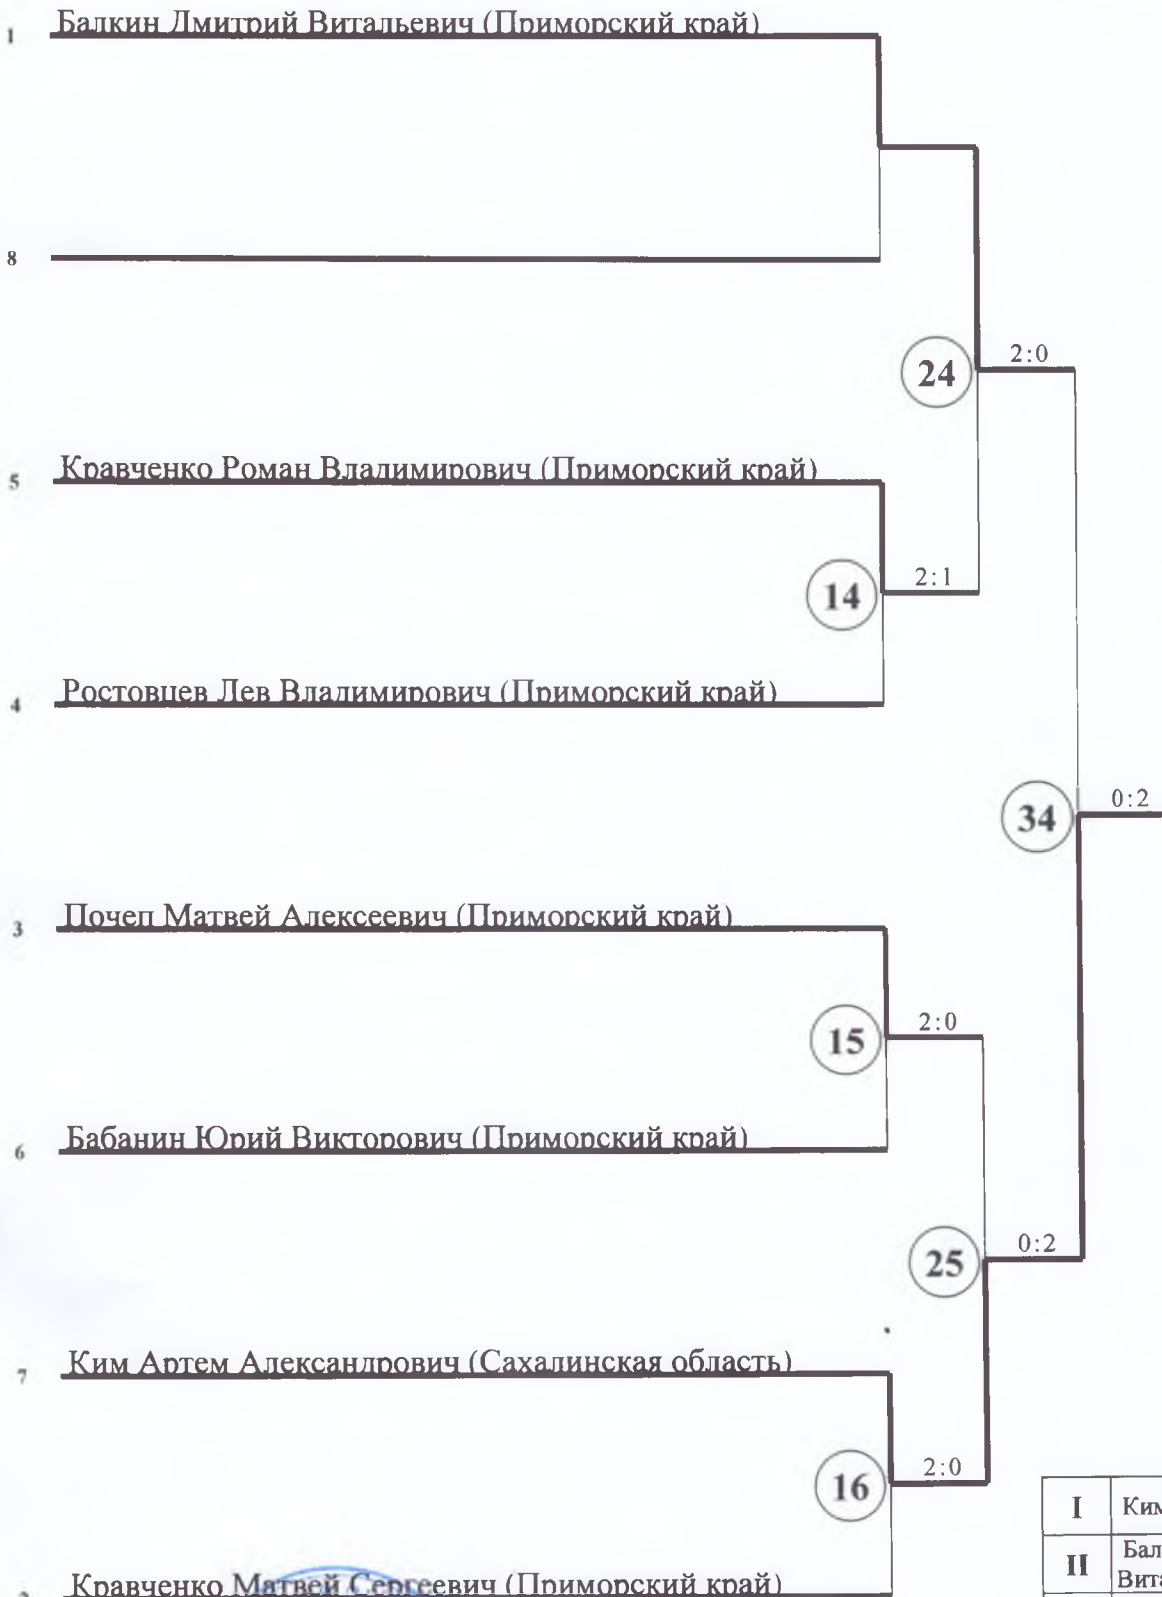 1 Балкин Дмитрий Витальевич (Приморский край)
8
24 2:0
5 Кравченко Роман Владимирович (Приморский край)
14 2:1
4 Ростовцев Лев Владимирович (Приморский край)
34 0:2
3 Почеп Матвей Алексеевич (Приморский край)
15 2:0
6 Бабанин Юрий Викторович (Приморский край)
25 0:2
7 Ким Артем Александрович (Сахалинская область)
16 2:0
I Ким
II Бал
Вита
Кравченко Матвей Сергеевич (Приморский край)